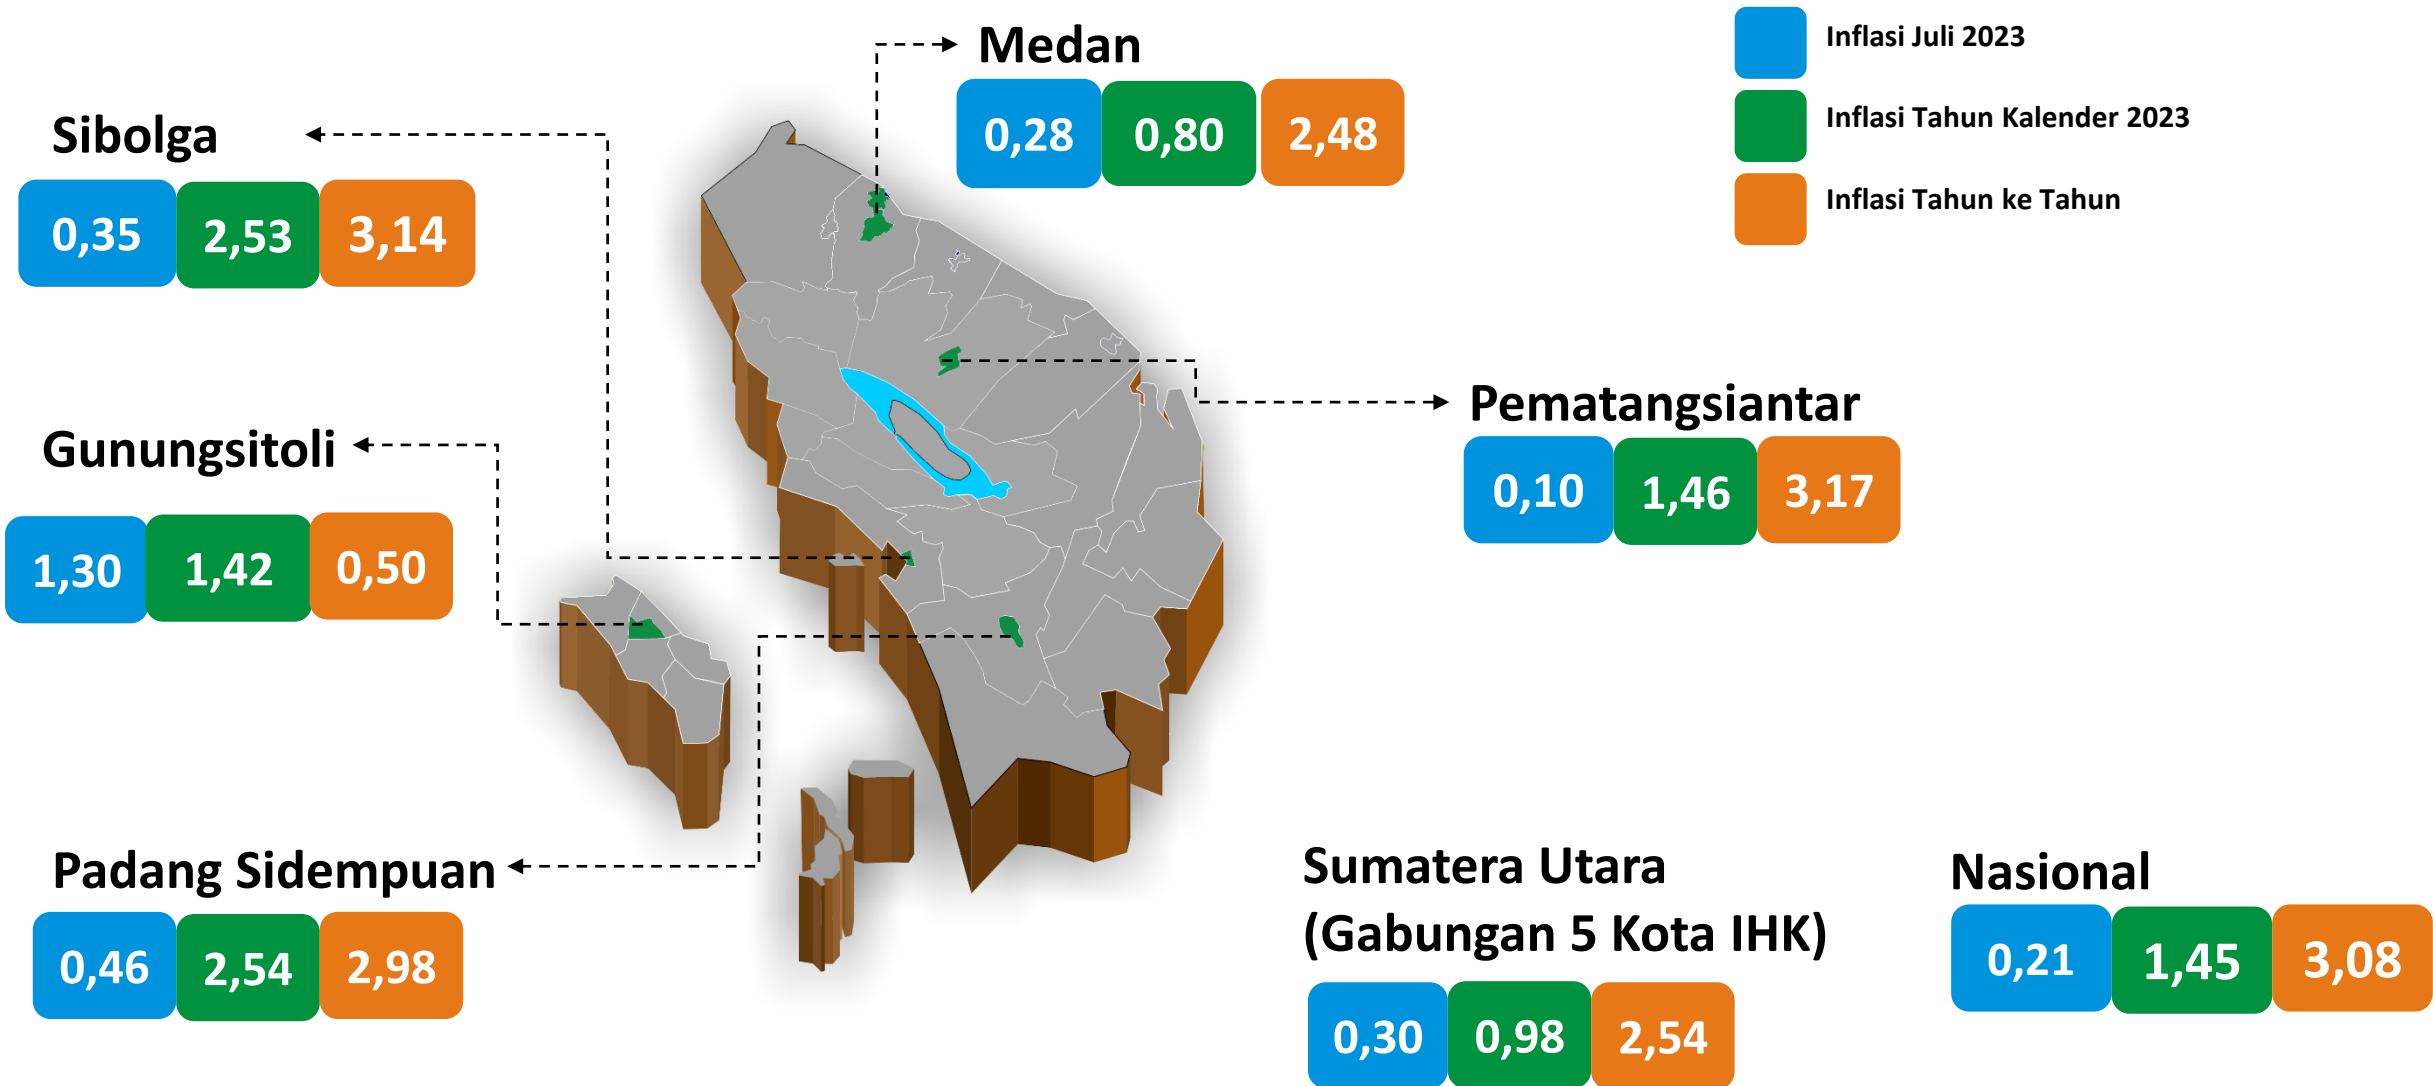 Medan
0,28 0,80 2,48
Inflasi Juli 2023
Inflasi Tahun Kalender 2023
Inflasi Tahun ke Tahun
Sibolga
0,35 2,53 3,14
Pematangsiantar
0,10 1,46 3,17
Gunungsitoli
1,30 1,42 0,50
Padang Sidempuan
0,46 2,54 2,98
Sumatera Utara
(Gabungan 5 Kota IHK)
0,30 0,98 2,54
Nasional
0,21 1,45 3,08